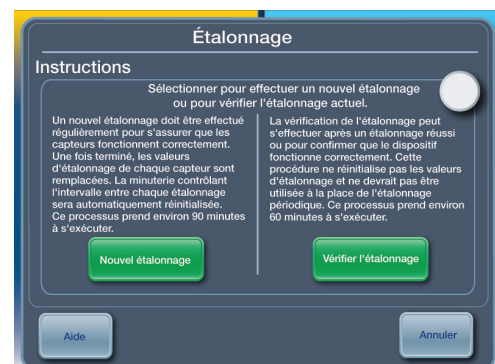 Étalonnage
Instructions
Sélectionner pour effectuer un nouvel étalonnage
ou pour vérifier l'étalonnage actuel.
Un nouvel étalonnage doit être effectué
régulièrement pour s'assurer que les
capteurs fonctionnent correctement.
Une fois terminé, les valeurs
d'étalonnage de chaque capteur sont
remplacées. La minuterie contrôlant
l'intervalle entre chaque étalonnage
sera automatiquement réinitialisée.
Ce processus prend environ 90 minutes
à s'exécuter.
Nouvel étalonnage
La vérification de l'étalonnage peut
s'effectuer après un étalonnage réussi
ou pour confirmer que le dispositif
fonctionne correctement. Cette
procédure ne réinitialise pas les valeurs
d'étalonnage et ne devrait pas être
utilisée à la place de l'étalonnage
périodique. Ce processus prend environ
60 minutes à s'exécuter.
Vérifier l'étalonnage
Aide
Annuler